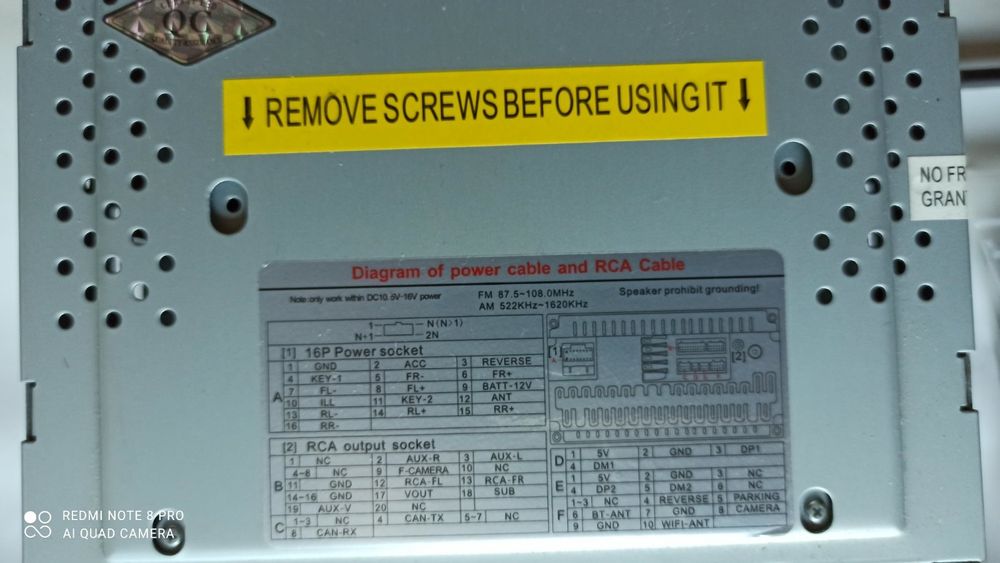 QC
↓ REMOVE SCREWS BEFORE USING IT ↓
NO FR
GRAN
Diagram of power cable and RCA Cable
Note:only work within DC10.5V-16V power
FM 87.5~108.0MHz
AM 522KHz~1620KHz
Speaker prohibit grounding!
1 N(N>1)
N+1 2N
[1] 16P Power socket
A
1 GND 2 ACC 3 REVERSE
4 KEY-1 5 FR- 6 FR+
7 FL- 8 FL+ 9 BATT-12V
10 ILL 11 KEY-2 12 ANT
13 RL- 14 RL+ 15 RR+
16 RR-
[1]
A
[2]
[2] RCA output socket
B
1 NC 2 AUX-R 3 AUX-L
4-8 NC 9 F-CAMERA 10 NC
11 GND 12 RCA-FL 13 RCA-FR
14-16 GND 17 VOUT 18 SUB
19 AUX-V 20 NC
C
1-3 NC 4 CAN-TX 5-7 NC
8 CAN-RX
D
1 5V 2 GND 3 DP1
4 DM1
E
1 5V 2 GND 3 NC
4 DP2 5 DM2 6 NC
F
1-3 NC 4 REVERSE 5 PARKING
6 BT-ANT 7 GND 8 CAMERA
9 GND 10 WIFI-ANT
REDMI NOTE 8 PRO
AI QUAD CAMERA